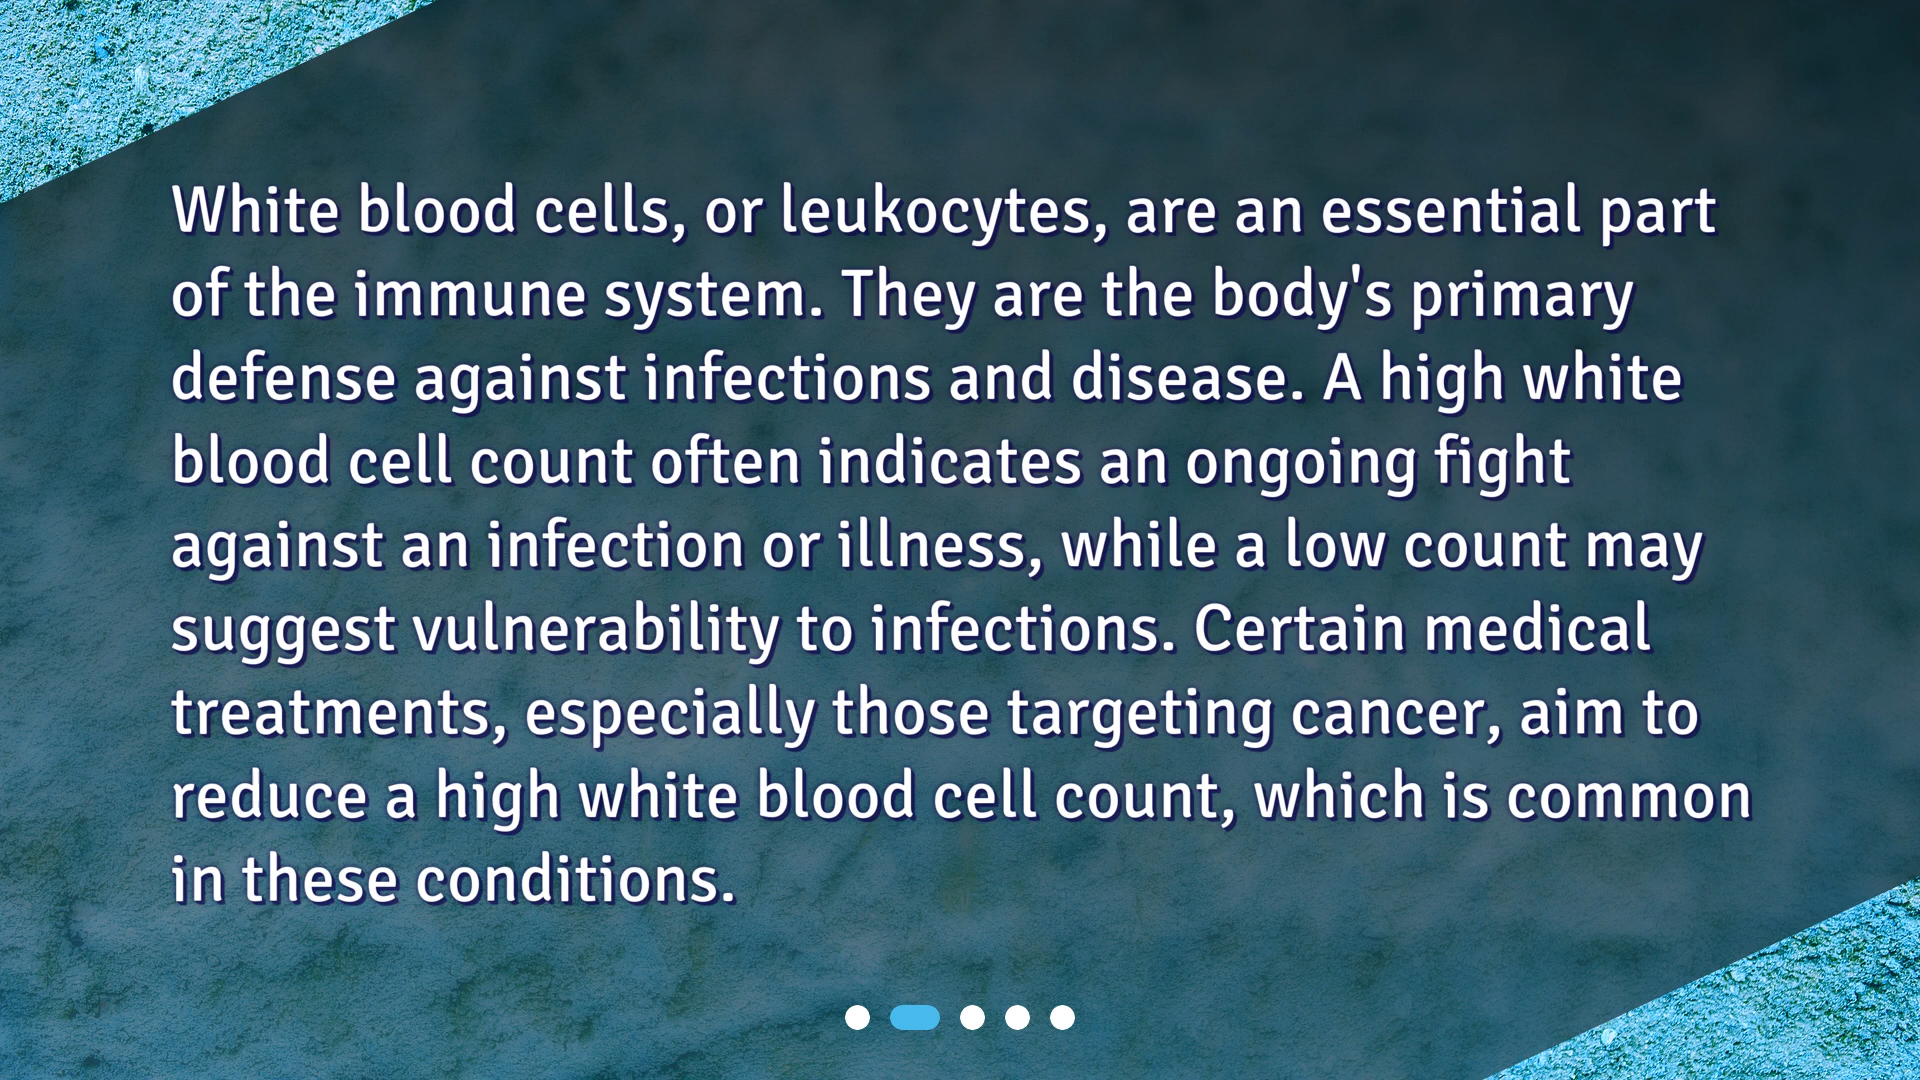 White blood cells, or leukocytes, are an essential part
of the immune system. They are the body's primary
defense against infections and disease. A high white
blood cell count often indicates an ongoing fight
against an infection or illness, while a low count may
suggest vulnerability to infections. Certain medical
treatments, especially those targeting cancer, aim to
reduce a high white blood cell count, which is common
in these conditions.